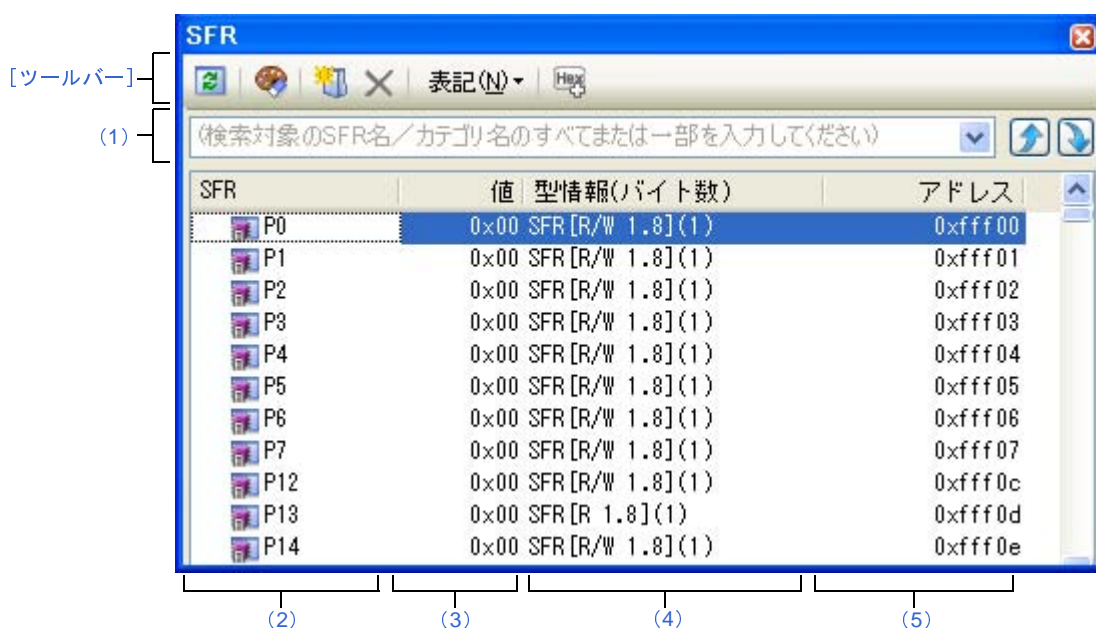 SFR
[ツールバー]
表記(N)
Hex
(1)
(検索対象のSFR名/カテゴリ名のすべてまたは一部を入力してください)
SFR 値 型情報(バイト数) アドレス
P0 0x00 SFR[R/W 1.8](1) 0xfff00
P1 0x00 SFR[R/W 1.8](1) 0xfff01
P2 0x00 SFR[R/W 1.8](1) 0xfff02
P3 0x00 SFR[R/W 1.8](1) 0xfff03
P4 0x00 SFR[R/W 1.8](1) 0xfff04
P5 0x00 SFR[R/W 1.8](1) 0xfff05
P6 0x00 SFR[R/W 1.8](1) 0xfff06
P7 0x00 SFR[R/W 1.8](1) 0xfff07
P12 0x00 SFR[R/W 1.8](1) 0xfff0c
P13 0x00 SFR[R 1.8](1) 0xfff0d
P14 0x00 SFR[R/W 1.8](1) 0xfff0e
(2) (3) (4) (5)